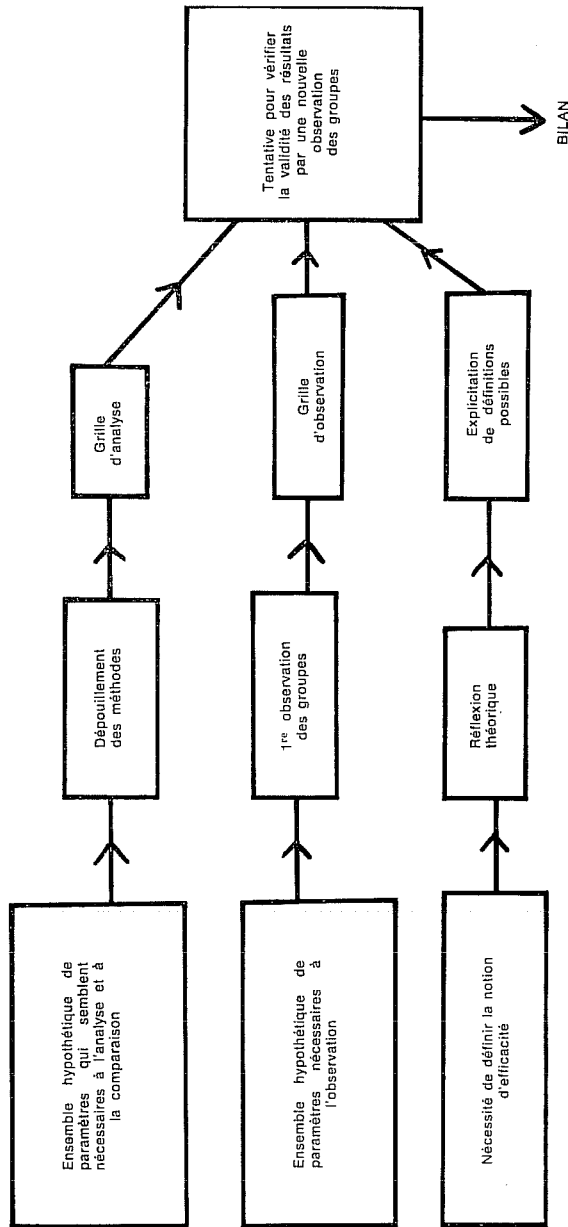 Ensemble hypothétique de
paramètres qui semblent
nécessaires à l'analyse et à
la comparaison
Dépouillement
des méthodes
Grille
d'analyse
Ensemble hypothétique de
paramètres nécessaires à
l'observation
1re observation
des groupes
Grille
d'observation
Nécessité de définir la notion
d'efficacité
Réflexion
théorique
Explicitation
de définitions
possibles
Tentative pour vérifier
la validité des résultats
par une nouvelle
observation
des groupes
BILAN